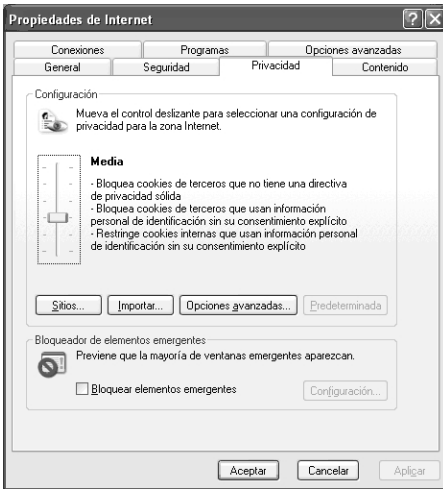 Propiedades de Internet
Conexiones Programas Opciones avanzadas
General Seguridad Privacidad Contenido
Configuración
Mueva el control deslizante para seleccionar una configuración de
privacidad para la zona Internet.
Media
- Bloquea cookies de terceros que no tiene una directiva
de privacidad sólida
- Bloquea cookies de terceros que usan información
personal de identificación sin su consentimiento explícito
- Restringe cookies internas que usan información personal
de identificación sin su consentimiento explícito
Sitios... Importar... Opciones avanzadas... Predeterminada
Bloqueador de elementos emergentes
Previene que la mayoría de ventanas emergentes aparezcan.
Bloquear elementos emergentes Configuración...
Aceptar Cancelar Aplicar